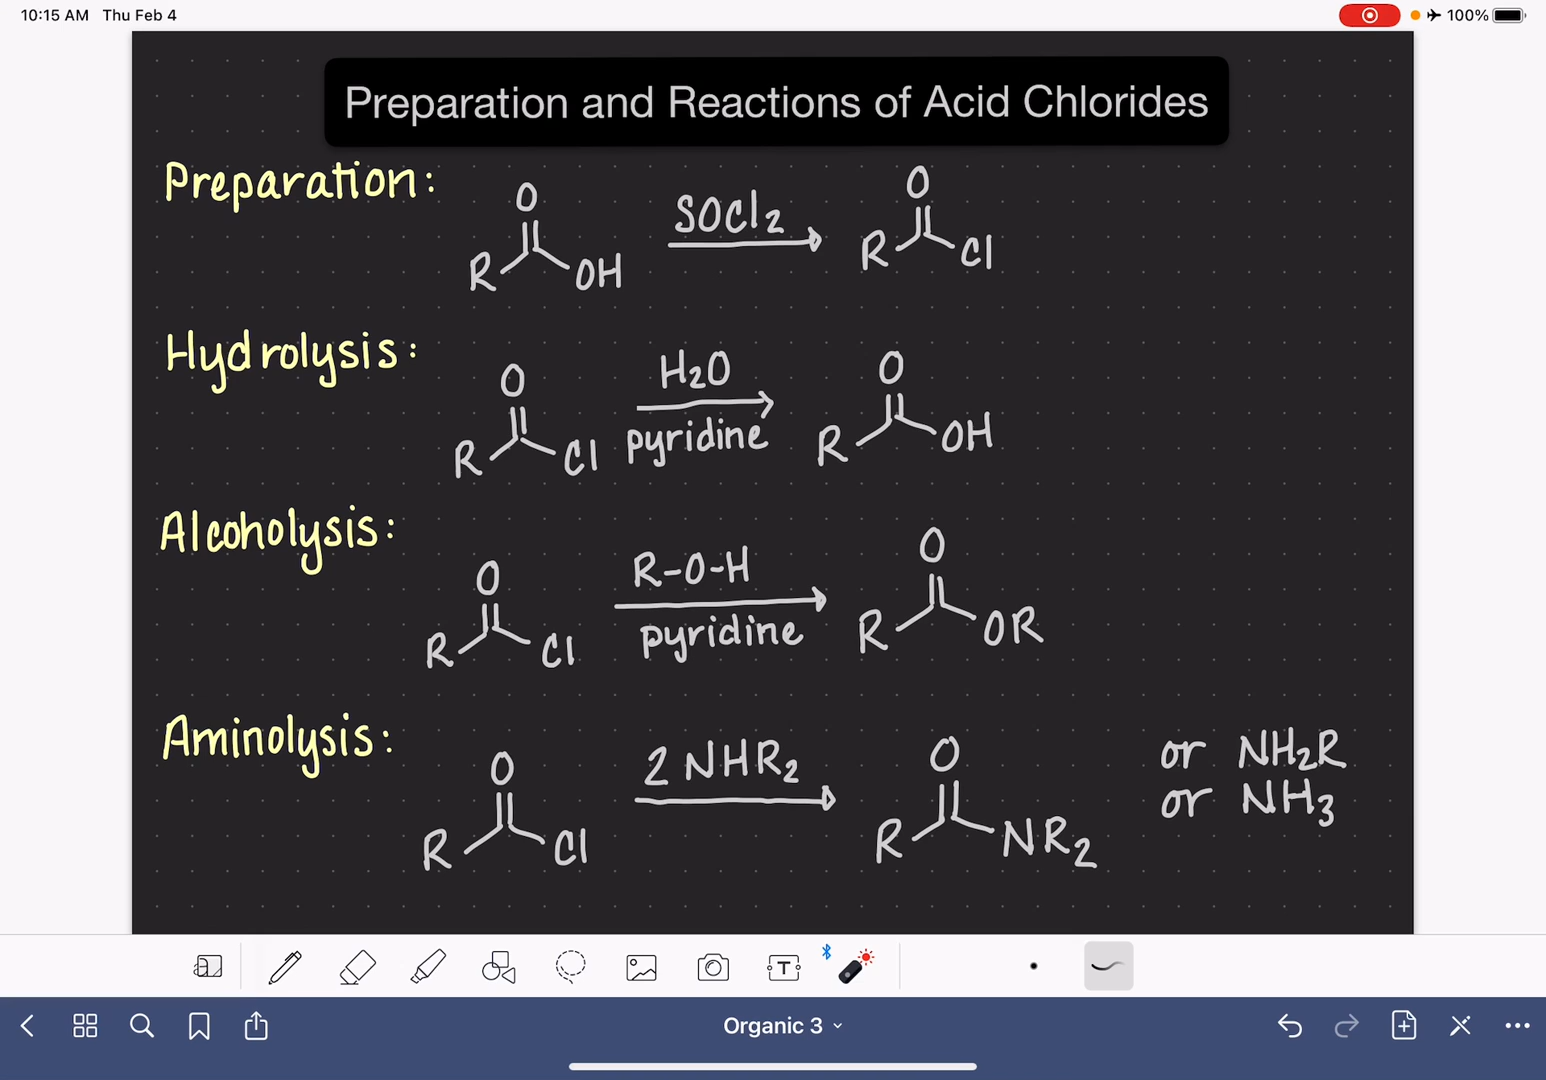 10:15 AM Thu Feb 4
100%
Preparation and Reactions of Acid Chlorides
Preparation:
O
R OH
SOCl2
O
R Cl
Hydrolysis:
O
R Cl
H2O
pyridine
O
R OH
Alcoholysis:
O
R Cl
R-O-H
pyridine
O
R OR
Aminolysis:
O
R Cl
2 NHR2
O
R NR2
or NH2R
or NH3
T
Organic 3